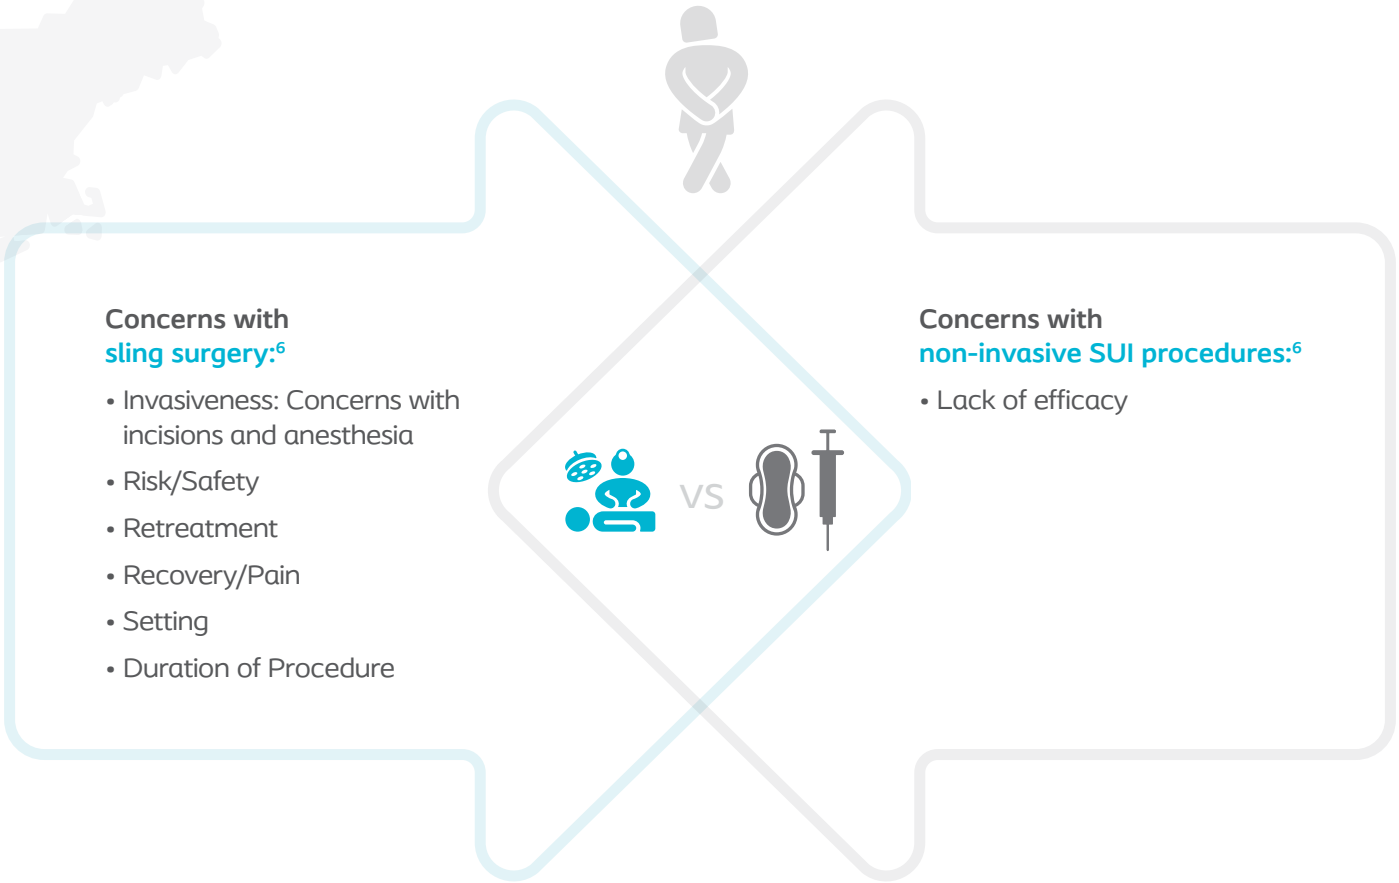 Concerns with
sling surgery:6
• Invasiveness: Concerns with
incisions and anesthesia
• Risk/Safety
• Retreatment
• Recovery/Pain
• Setting
• Duration of Procedure
vs
Concerns with
non-invasive SUI procedures:6
• Lack of efficacy